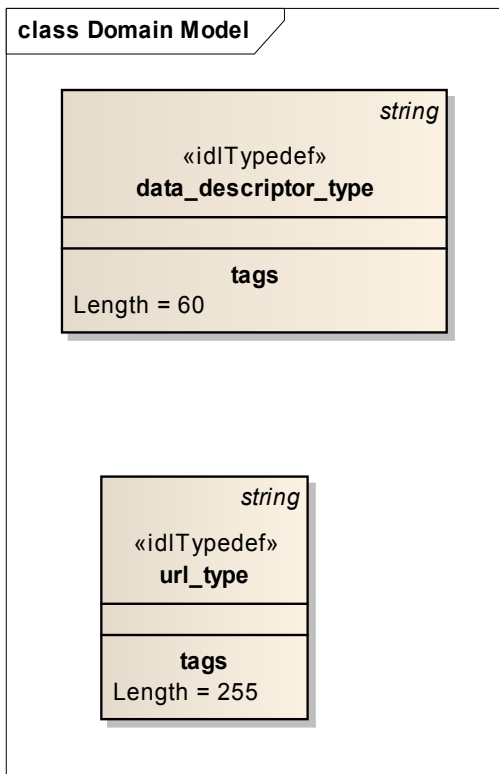 class Domain Model
string
«idlTypedef»
data_descriptor_type
tags
Length = 60
string
«idlTypedef»
url_type
tags
Length = 255